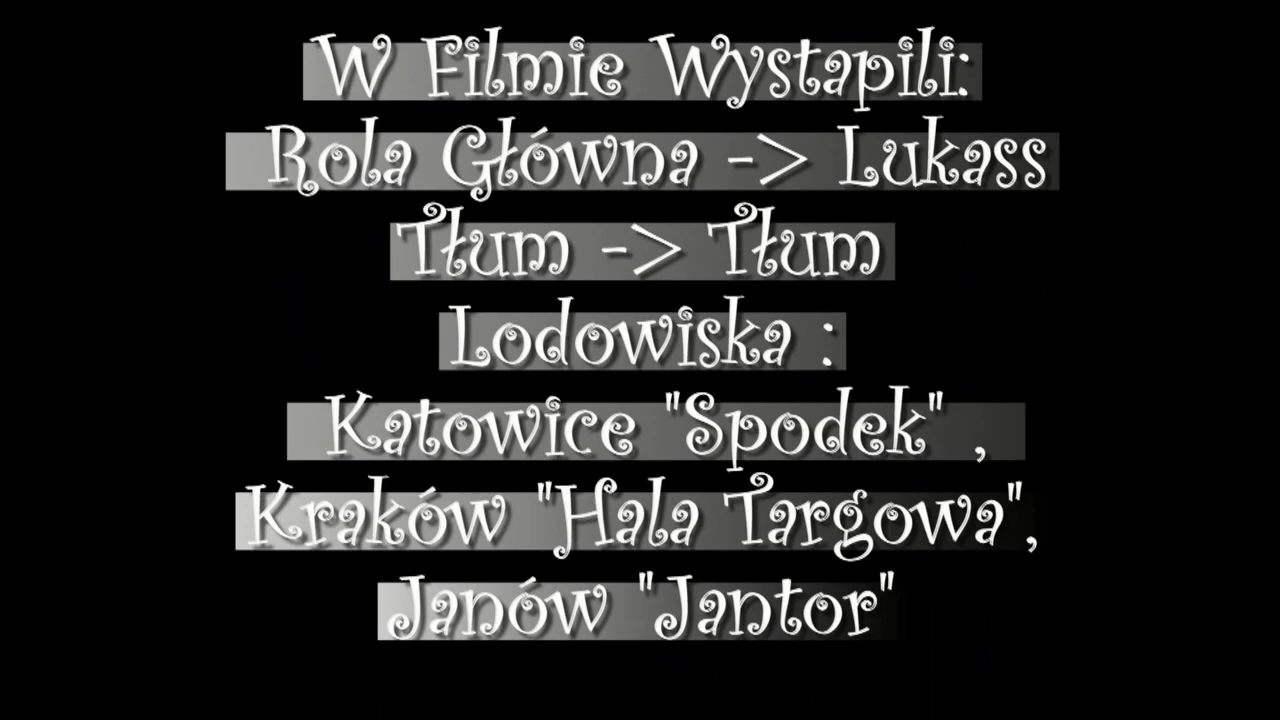 W Filmie Wystapili:
Rola Główna -> Lukass
Tłum -> Tłum
Lodowiska :
Katowice "Spodek" ,
Kraków "Hala Targowa",
Janów "Jantor"